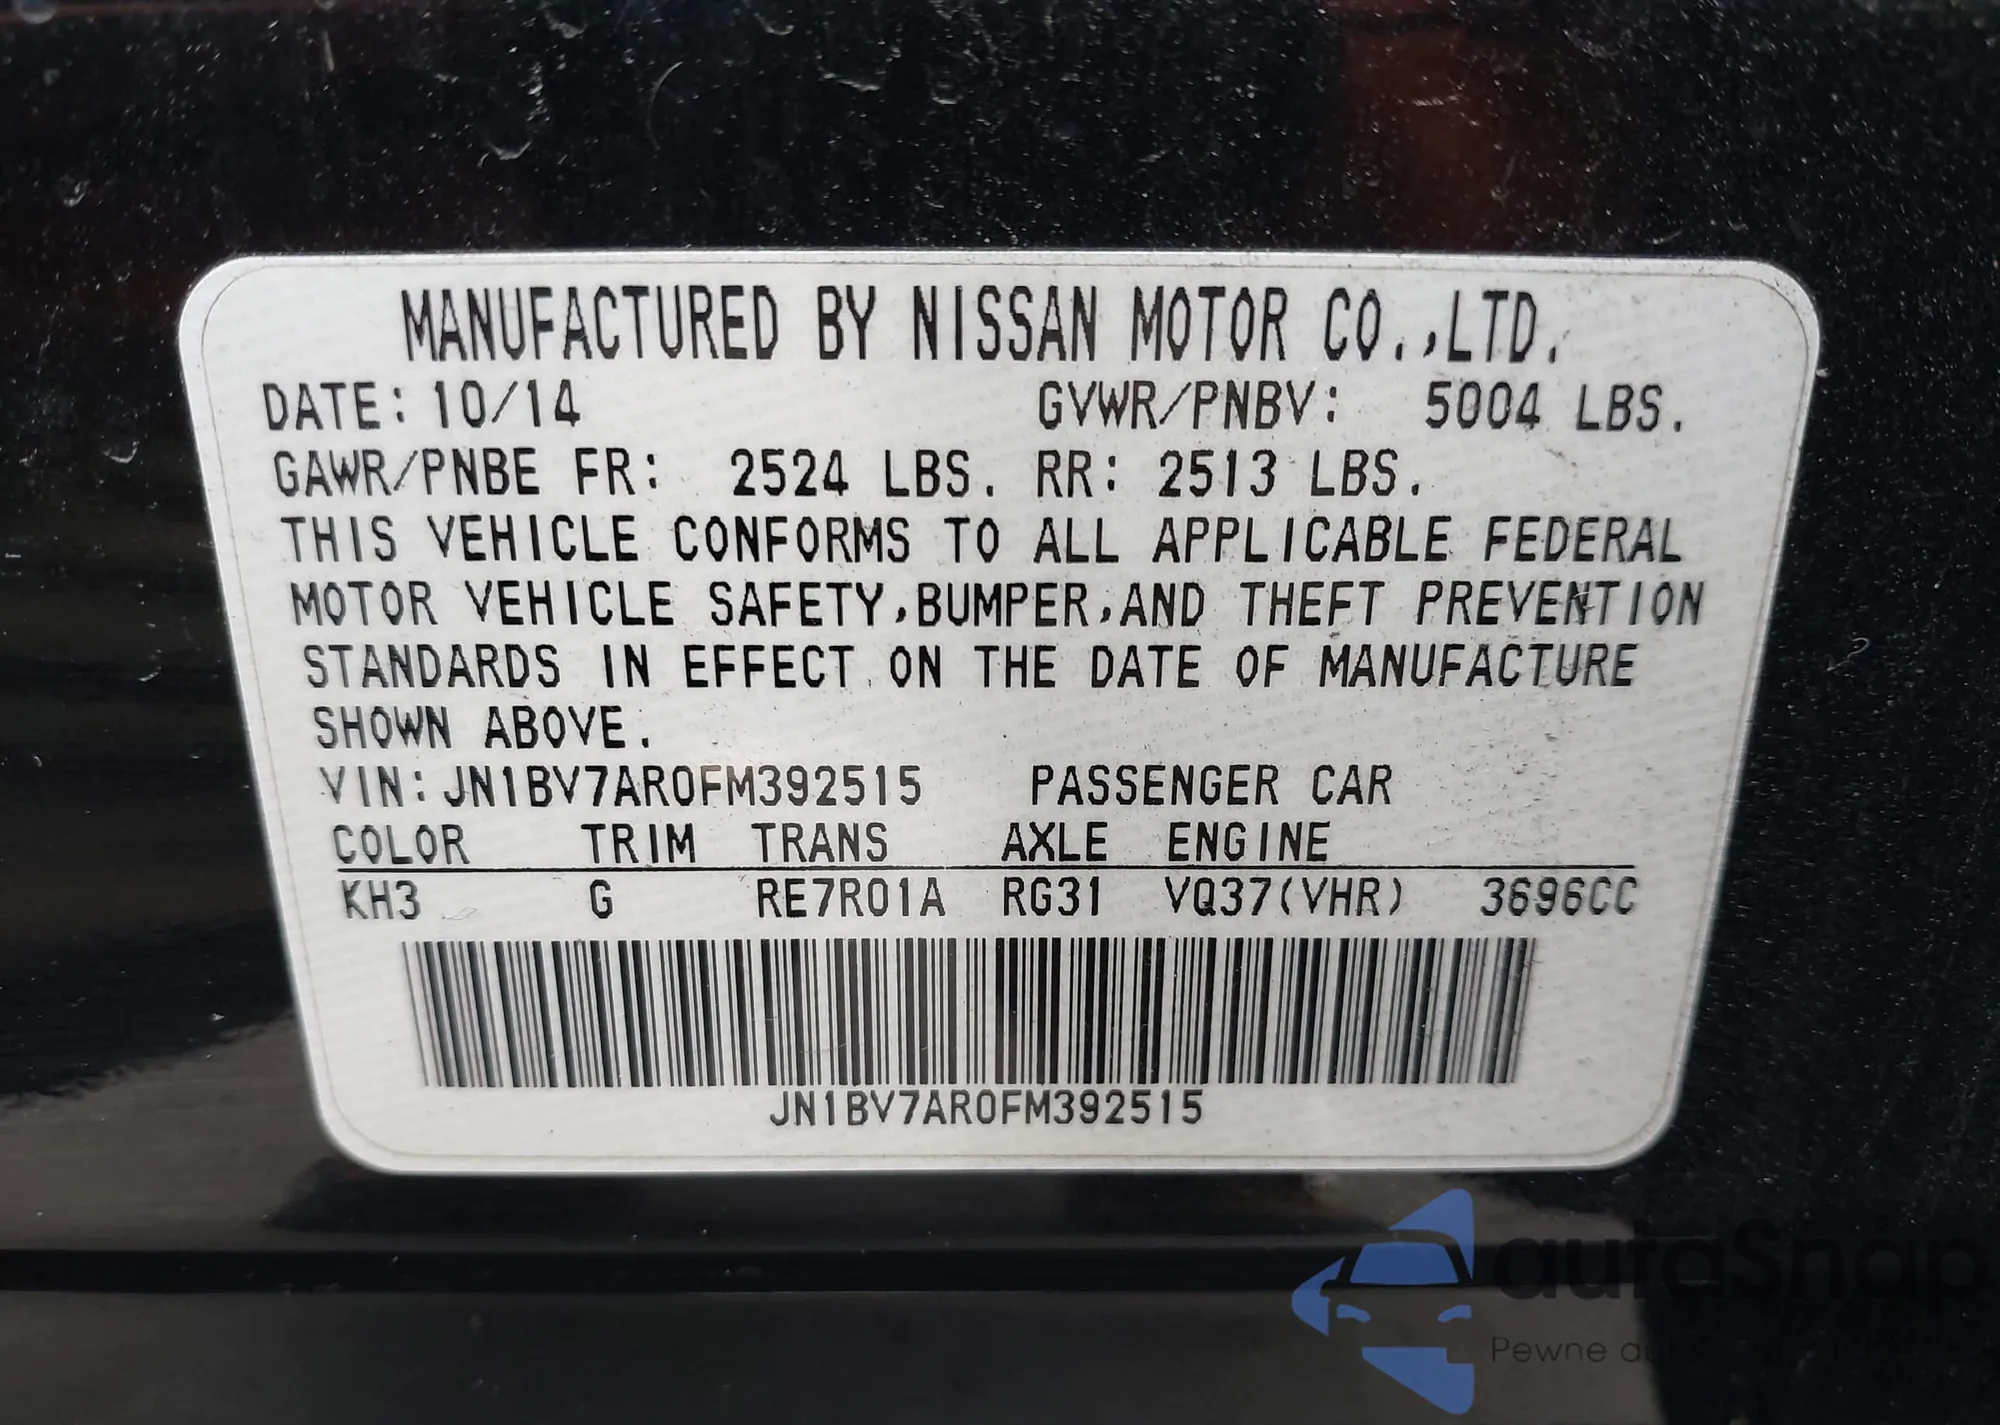 MANUFACTURED BY NISSAN MOTOR CO.,LTD.
DATE: 10/14 GVWR/PNBV: 5004 LBS.
GAWR/PNBE FR: 2524 LBS. RR: 2513 LBS.
THIS VEHICLE CONFORMS TO ALL APPLICABLE FEDERAL
MOTOR VEHICLE SAFETY,BUMPER,AND THEFT PREVENTION
STANDARDS IN EFFECT ON THE DATE OF MANUFACTURE
SHOWN ABOVE.
VIN:JN1BV7AR0FM392515 PASSENGER CAR
COLOR TRIM TRANS AXLE ENGINE
KH3 G RE7R01A RG31 VQ37(VHR) 3696CC
JN1BV7AR0FM392515
autaSnap
Pewne